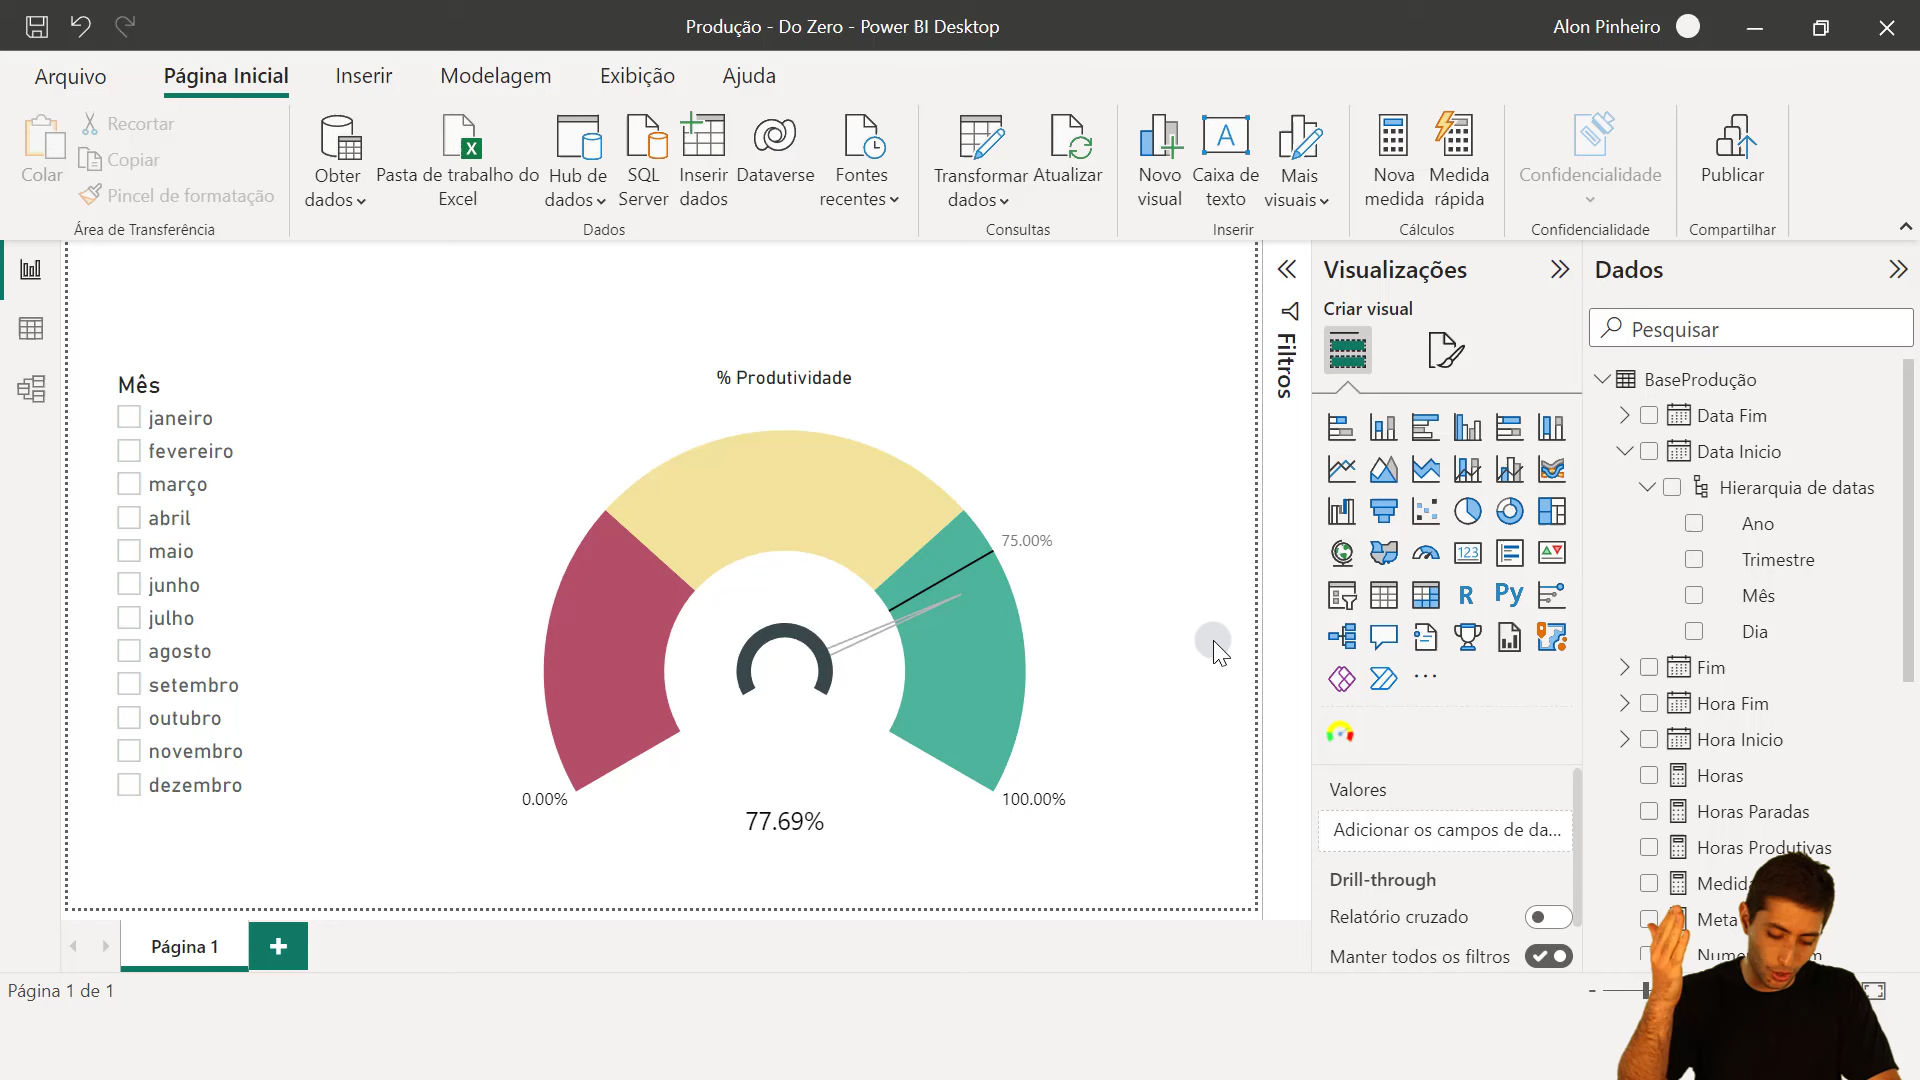 Produção - Do Zero - Power BI Desktop
Alon Pinheiro
Arquivo
Página Inicial
Inserir
Modelagem
Exibição
Ajuda
Colar
Recortar
Copiar
Pincel de formatação
Área de Transferência
Obter
dados
Pasta de trabalho do
Excel
Hub de
dados
SQL
Server
Inserir
dados
Dataverse
Fontes
recentes
Dados
Transformar
dados
Atualizar
Consultas
Novo
visual
Caixa de
texto
Mais
visuais
Inserir
Nova
medida
Medida
rápida
Cálculos
Confidencialidade
Confidencialidade
Publicar
Compartilhar
Mês
janeiro
fevereiro
março
abril
maio
junho
julho
agosto
setembro
outubro
novembro
dezembro
% Produtividade
75.00%
0.00%
100.00%
77.69%
Filtros
Visualizações
Criar visual
123
R
Py
...
Valores
Adicionar os campos de da...
Drill-through
Relatório cruzado
Manter todos os filtros
Dados
Pesquisar
BaseProdução
Data Fim
Data Inicio
Hierarquia de datas
Ano
Trimestre
Mês
Dia
Fim
Hora Fim
Hora Inicio
Horas
Horas Paradas
Horas Produtivas
Meta
Página 1
Página 1 de 1